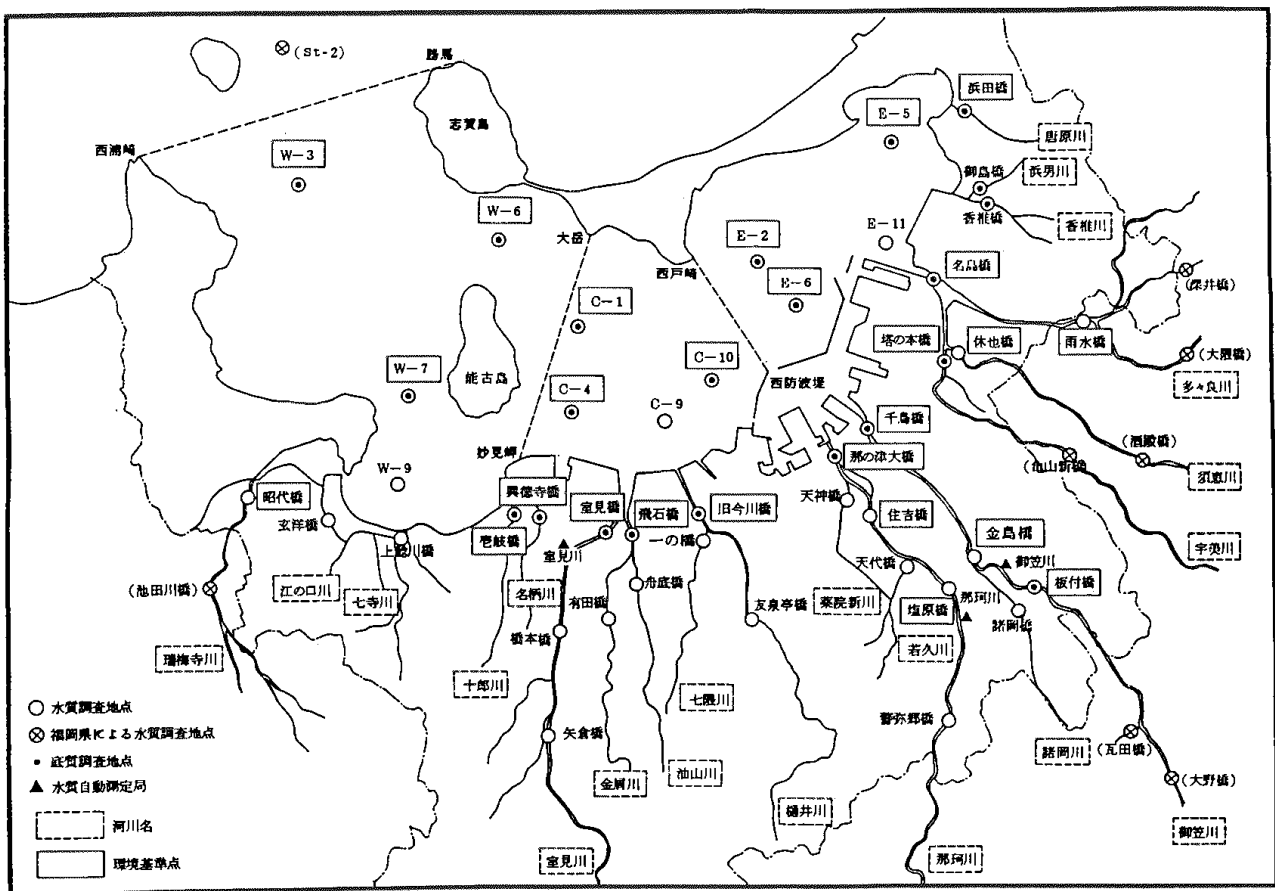 (St-2)
勝馬
志賀島
西浦崎
W-3
W-6
大岳
E-5
浜田橋
唐原川
御島橋
浜男川
香椎橋
香椎川
E-11
E-2
西戸崎
E-6
名島橋
C-1
(深井橋)
雨水橋
(大隈橋)
多々良川
塔の本橋
休也橋
W-7
能古島
C-10
西防波堤
C-4
C-9
千鳥橋
(酒殿橋)
須恵川
妙見岬
那の津大橋
W-9
昭代橋
玄洋橋
興徳寺橋
室見橋
飛石橋
旧今川橋
天神橋
住吉橋
金島橋
宇美川
壱岐橋
室見川
一の橋
御笠川
板付橋
(池田川橋)
江の口川
七寺川
名柄川
有田橋
舟底橋
友泉亭橋
天代橋
薬院新川
塩原橋
那珂川
諸岡橋
若久川
瑞梅寺川
十郎川
橋本橋
七隈川
警弥郷橋
矢倉橋
油山川
金屑川
諸岡川
(瓦田橋)
(大野橋)
樋井川
御笠川
室見川
那珂川
水質調査地点
福岡県による水質調査地点
底質調査地点
水質自動測定局
河川名
環境基準点